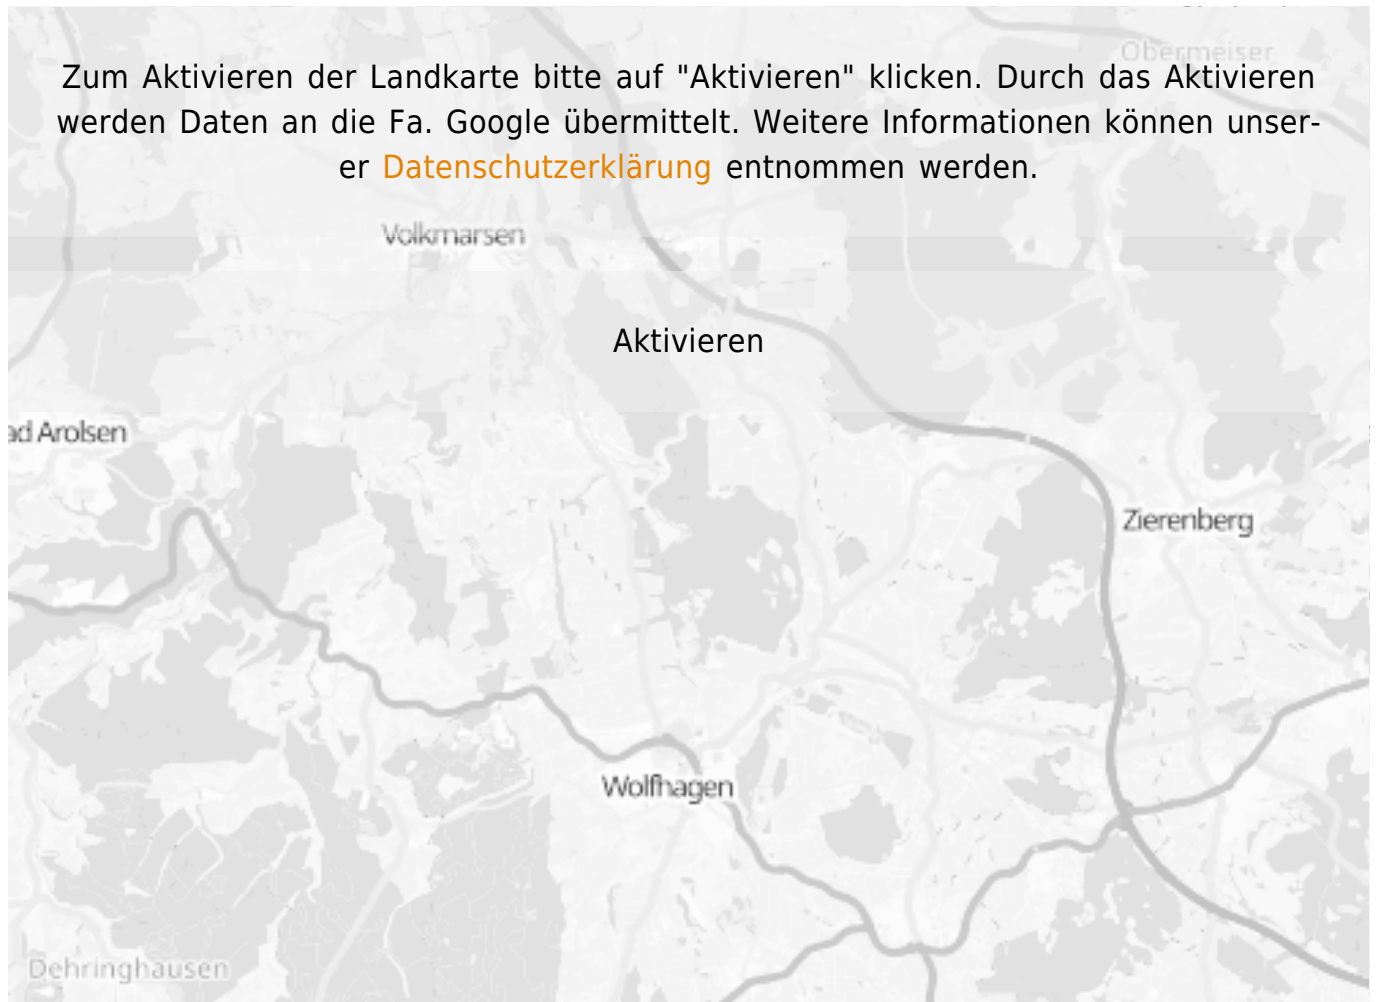 Obermeiser
Zum Aktivieren der Landkarte bitte auf "Aktivieren" klicken. Durch das Aktivieren
werden Daten an die Fa. Google übermittelt. Weitere Informationen können unser-
er Datenschutzerklärung entnommen werden.
Volkmarsen
Aktivieren
ad Arolsen
Zierenberg
Wolfhagen
Dehringhausen